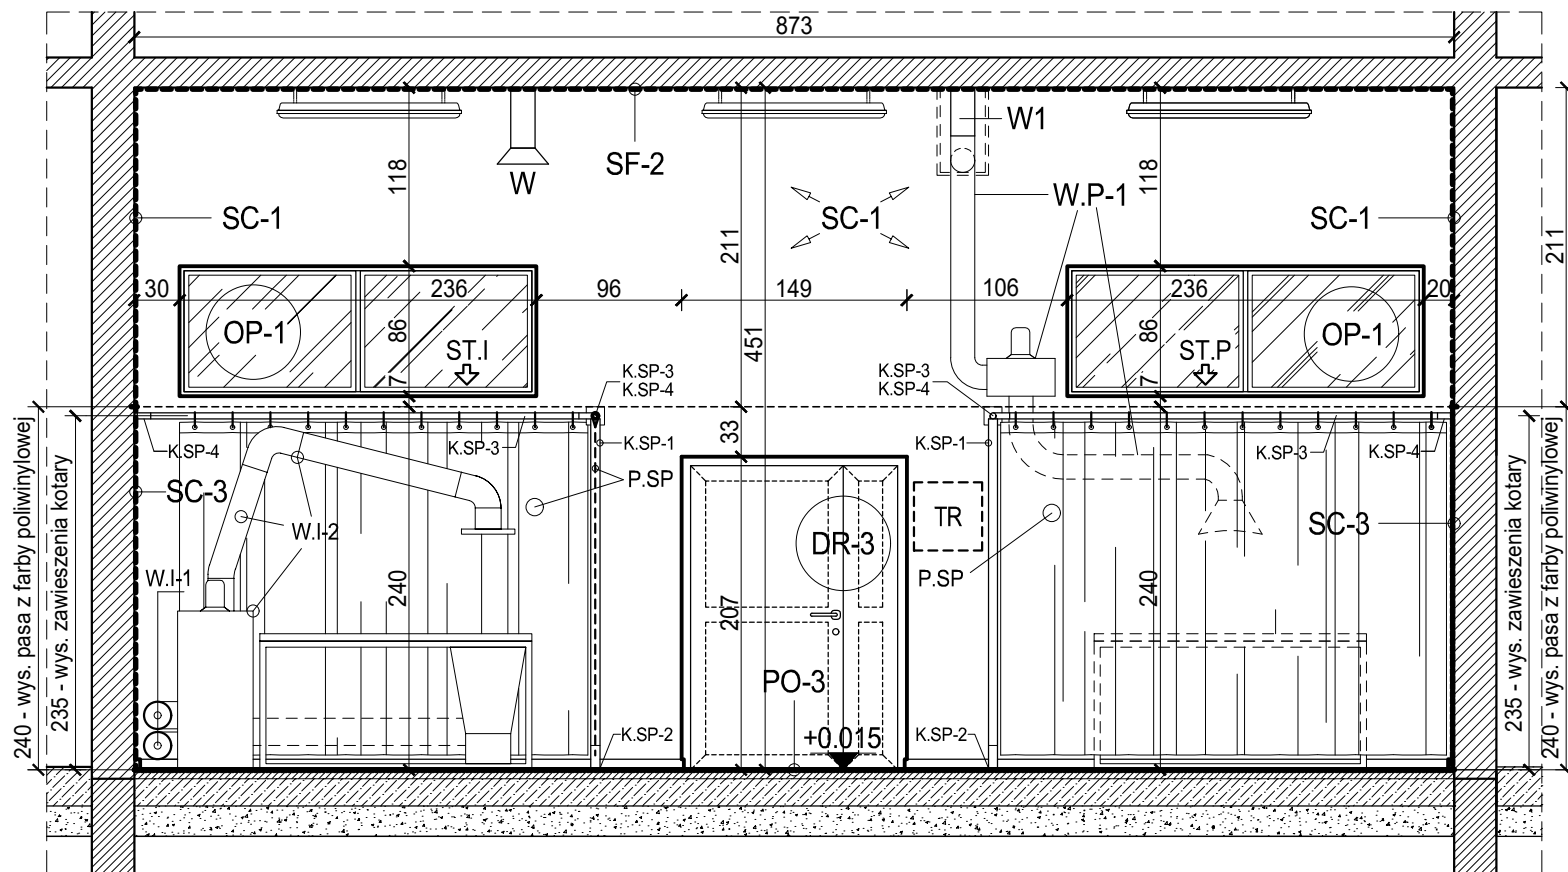 873
W1
118
SF-2
W
118
W.P-1
SC-1
SC-1
SC-1
211
211
30
236
96
149
106
236
20
OP-1
86
ST.I
451
86
ST.P
OP-1
7
7
K.SP-3
K.SP-4
K.SP-3
K.SP-4
K.SP-4
K.SP-3
K.SP-1
33
K.SP-1
K.SP-3
K.SP-4
SC-3
P.SP
W.I-2
TR
SC-3
DR-3
W.I-1
P.SP
240
207
240
PO-3
K.SP-2
+0.015
K.SP-2
240 - wys. pasa z farby poliwinylowej
235 - wys. zawieszenia kotary
235 - wys. zawieszenia kotary
240 - wys. pasa z farby poliwinylowej